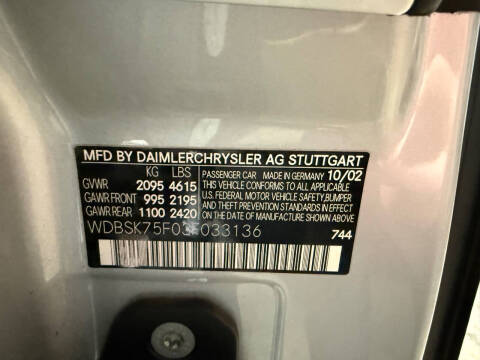 MFD BY DAIMLERCHRYSLER AG STUTTGART
KG LBS PASSENGER CAR MADE IN GERMANY 10/02
GVWR 2095 4615 THIS VEHICLE CONFORMS TO ALL APPLICABLE
GAWR FRONT 995 2195 U.S. FEDERAL MOTOR VEHICLE SAFETY,BUMPER
GAWR REAR 1100 2420 AND THEFT PREVENTION STANDARDS IN EFFECT
ON THE DATE OF MANUFACTURE SHOWN ABOVE
WDBSK75F03F033136
744